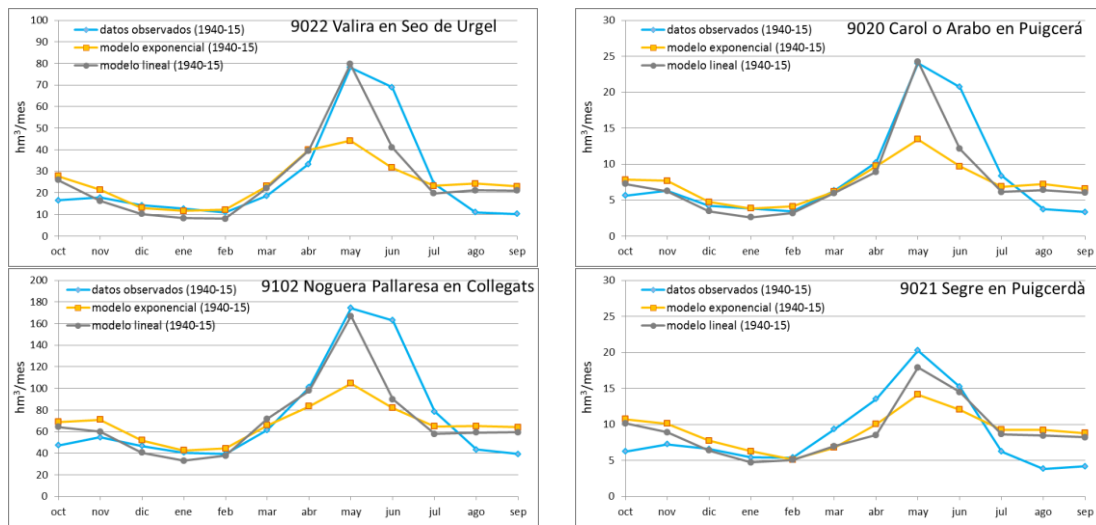 9022 Valira en Seo de Urgel
datos observados (1940-15)
modelo exponencial (1940-15)
modelo lineal (1940-15)
hm³/mes
100
90
80
70
60
50
40
30
20
10
0
oct nov dic ene feb mar abr may jun jul ago sep
9020 Carol o Arabo en Puigcerá
datos observados (1940-15)
modelo exponencial (1940-15)
modelo lineal (1940-15)
hm³/mes
30
25
20
15
10
5
0
oct nov dic ene feb mar abr may jun jul ago sep
9102 Noguera Pallaresa en Collegats
datos observados (1940-15)
modelo exponencial (1940-15)
modelo lineal (1940-15)
hm³/mes
200
180
160
140
120
100
80
60
40
20
0
oct nov dic ene feb mar abr may jun jul ago sep
9021 Segre en Puigcerdà
datos observados (1940-15)
modelo exponencial (1940-15)
modelo lineal (1940-15)
hm³/mes
30
25
20
15
10
5
0
oct nov dic ene feb mar abr may jun jul ago sep